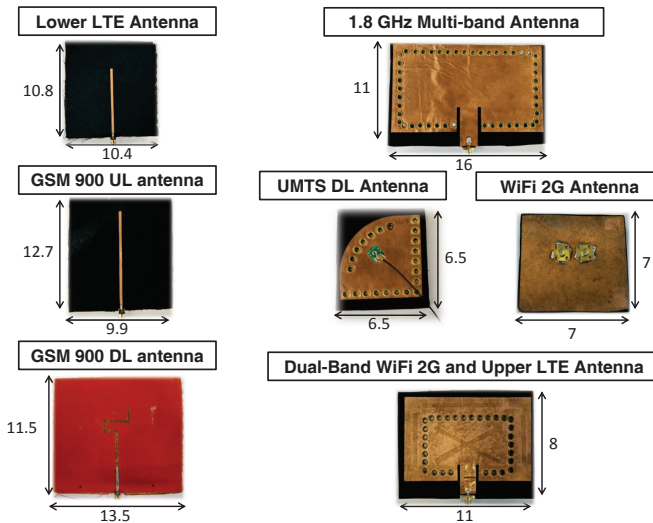 Lower LTE Antenna
10.8
10.4
1.8 GHz Multi-band Antenna
11
16
GSM 900 UL antenna
12.7
9.9
UMTS DL Antenna
6.5
6.5
WiFi 2G Antenna
7
7
GSM 900 DL antenna
11.5
13.5
Dual-Band WiFi 2G and Upper LTE Antenna
8
11